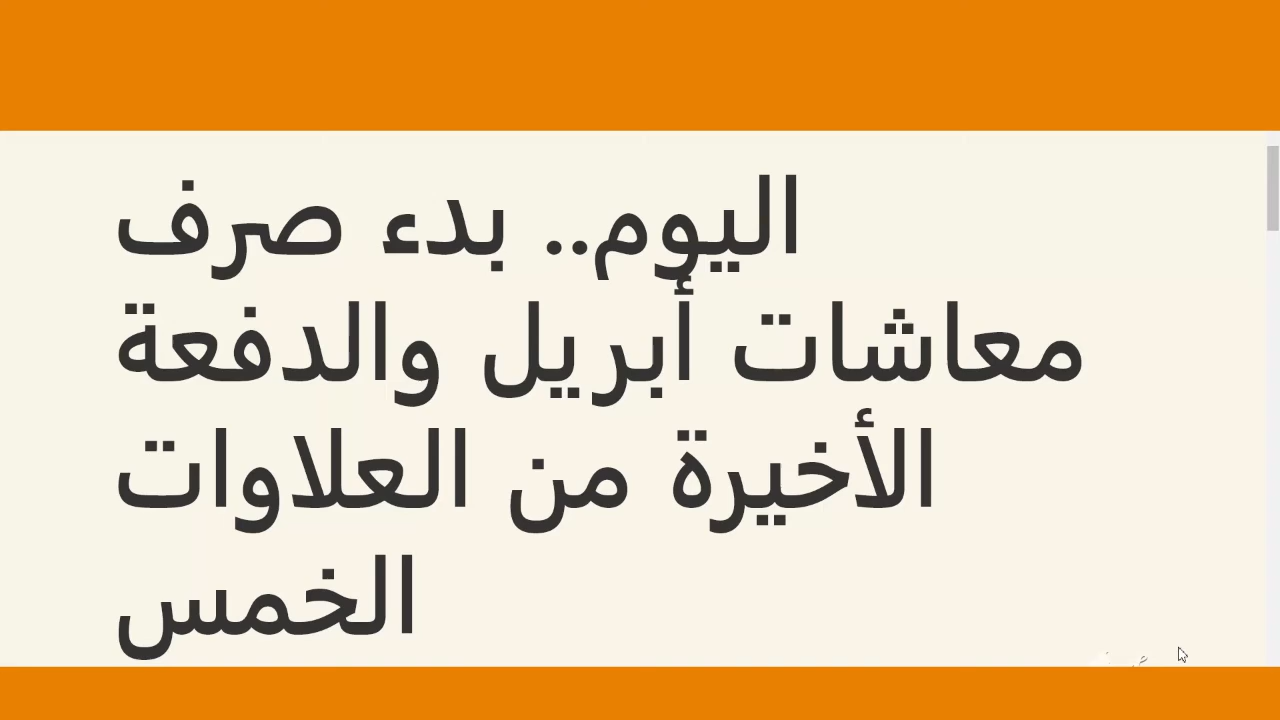 اليوم.. بدء صرف
معاشات أبريل والدفعة
الأخيرة من العلاوات
الخمس